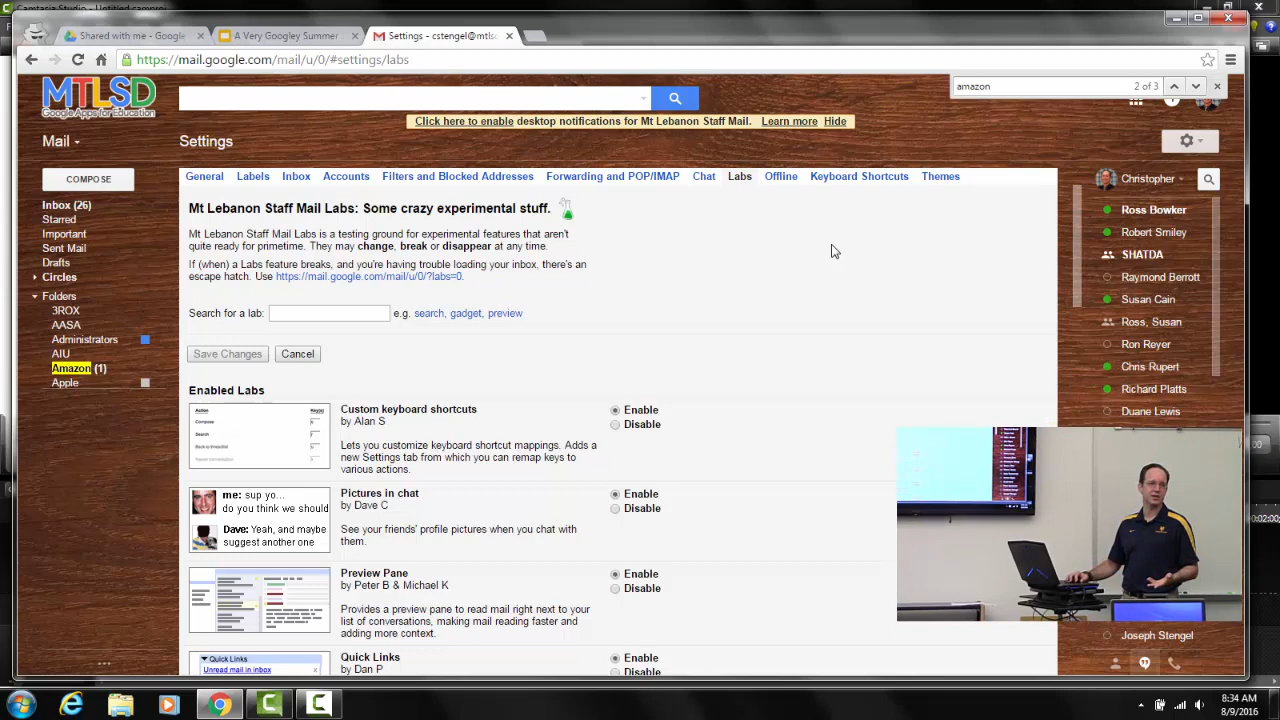 Camtasia Studio - Untitled.camproj
Shared with me - Google
A Very Googley Summer
Settings - cstengel@mtlsd
https://mail.google.com/mail/u/0/#settings/labs
amazon
2 of 3
MTLSD
Google Apps for Education
Click here to enable desktop notifications for Mt Lebanon Staff Mail. Learn more Hide
Mail
Settings
COMPOSE
General Labels Inbox Accounts Filters and Blocked Addresses Forwarding and POP/IMAP Chat Labs Offline Keyboard Shortcuts Themes
Inbox (26)
Starred
Important
Sent Mail
Drafts
Circles
Folders
3ROX
AASA
Administrators
AIU
Amazon (1)
Apple
Mt Lebanon Staff Mail Labs: Some crazy experimental stuff.
Mt Lebanon Staff Mail Labs is a testing ground for experimental features that aren't
quite ready for primetime. They may change, break or disappear at any time.
If (when) a Labs feature breaks, and you're having trouble loading your inbox, there's an
escape hatch. Use https://mail.google.com/mail/u/0/?labs=0.
Search for a lab:
e.g. search, gadget, preview
Save Changes
Cancel
Enabled Labs
Action
Key(s)
Compose
Search
Back to threadlist
Custom keyboard shortcuts
by Alan S
Lets you customize keyboard shortcut mappings. Adds a
new Settings tab from which you can remap keys to
various actions.
Enable
Disable
me: sup yo...
do you think we should
Dave: Yeah, and maybe
suggest another one
Pictures in chat
by Dave C
See your friends' profile pictures when you chat with
them.
Enable
Disable
Preview Pane
by Peter B & Michael K
Provides a preview pane to read mail right next to your
list of conversations, making mail reading faster and
adding more context.
Enable
Disable
Quick Links
Unread mail in inbox
x
Quick Links
by Dan P
Enable
Disable
Christopher
Ross Bowker
Robert Smiley
SHATDA
Raymond Berrott
Susan Cain
Ross, Susan
Ron Reyer
Chris Rupert
Richard Platts
Duane Lewis
Joseph Stengel
8:34 AM
8/9/2016